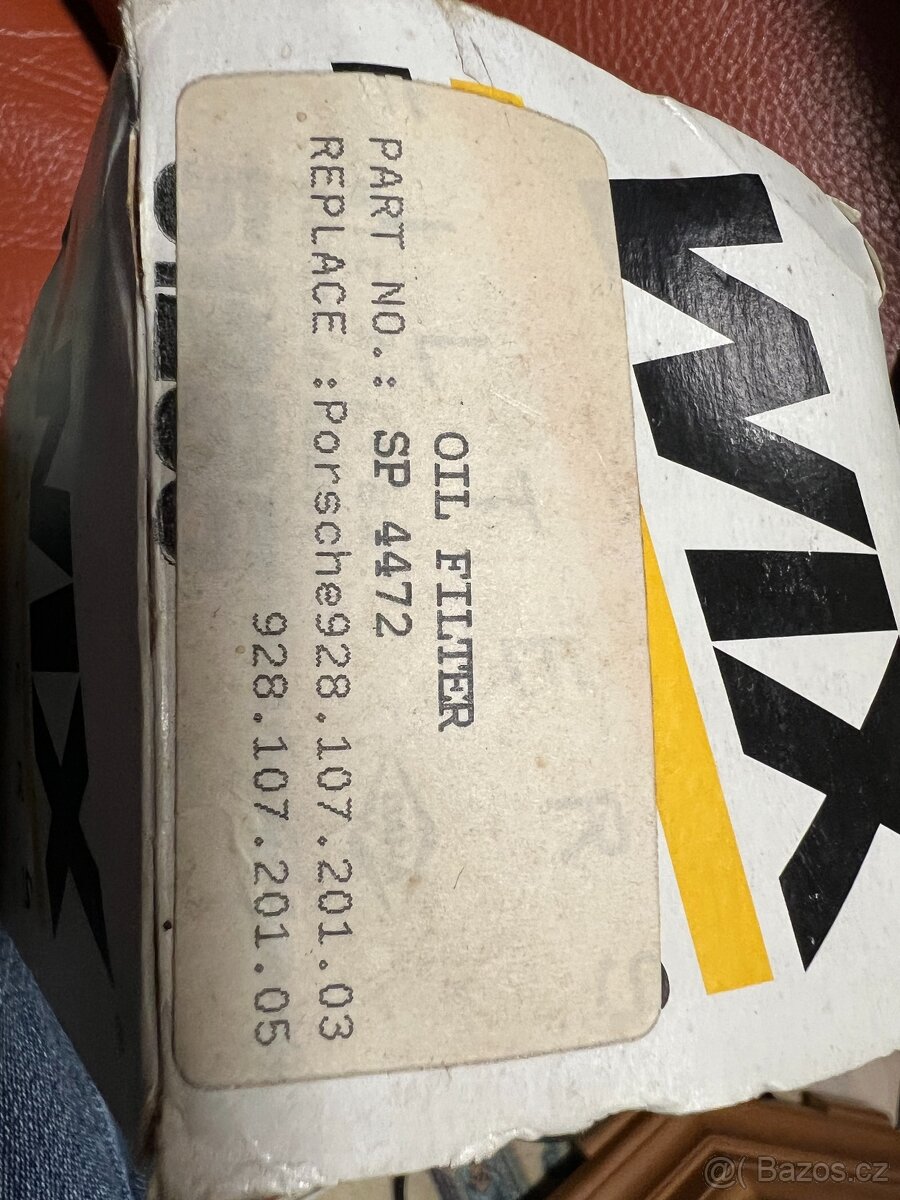 WIX
OIL FILTER
PART NO.: SP 4472
REPLACE :Porsche928.107.201.03
928.107.201.05
@( Bazos.cz